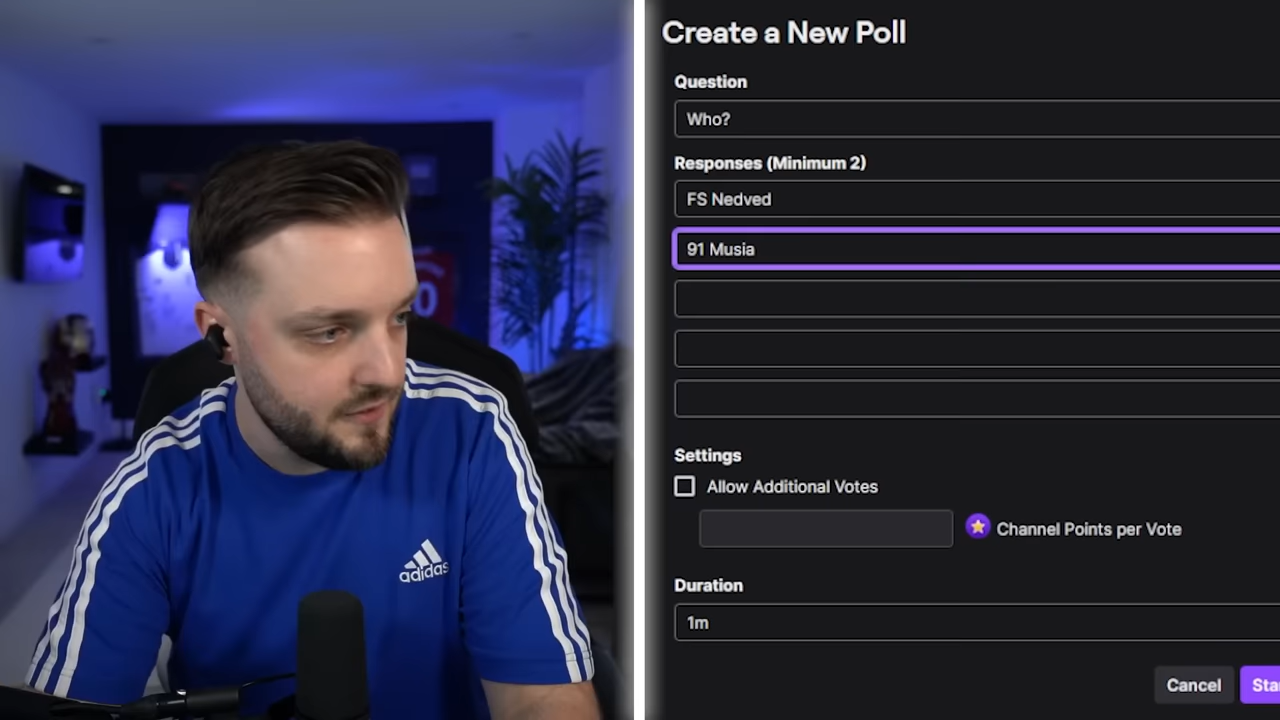 adidas
0
Create a New Poll
Question
Who?
Responses (Minimum 2)
FS Nedved
91 Musia
Settings
Allow Additional Votes
Channel Points per Vote
Duration
1m
Cancel